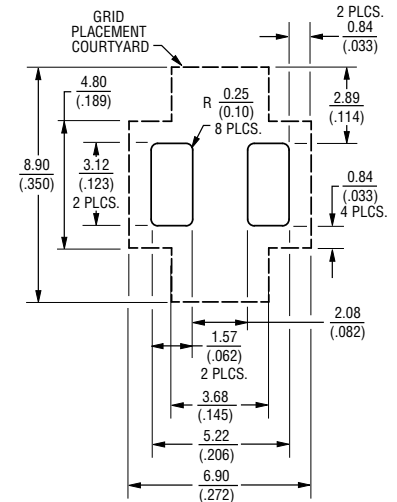 GRID
PLACEMENT
COURTYARD
2 PLCS.
0.84
(.033)
4.80
(.189)
R 0.25
(0.10)
8 PLCS.
2.89
(.114)
8.90
(.350)
3.12
(.123)
2 PLCS.
0.84
(.033)
4 PLCS.
2.08
(.082)
1.57
(.062)
2 PLCS.
3.68
(.145)
5.22
(.206)
6.90
(.272)